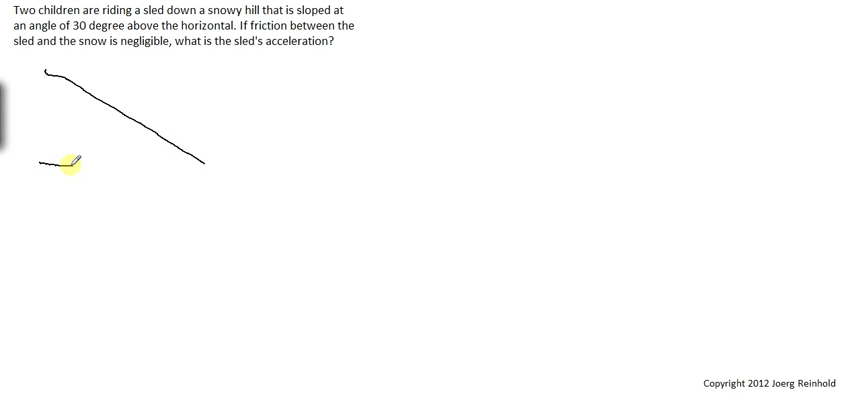 Two children are riding a sled down a snowy hill that is sloped at
an angle of 30 degree above the horizontal. If friction between the
sled and the snow is negligible, what is the sled's acceleration?
Copyright 2012 Joerg Reinhold